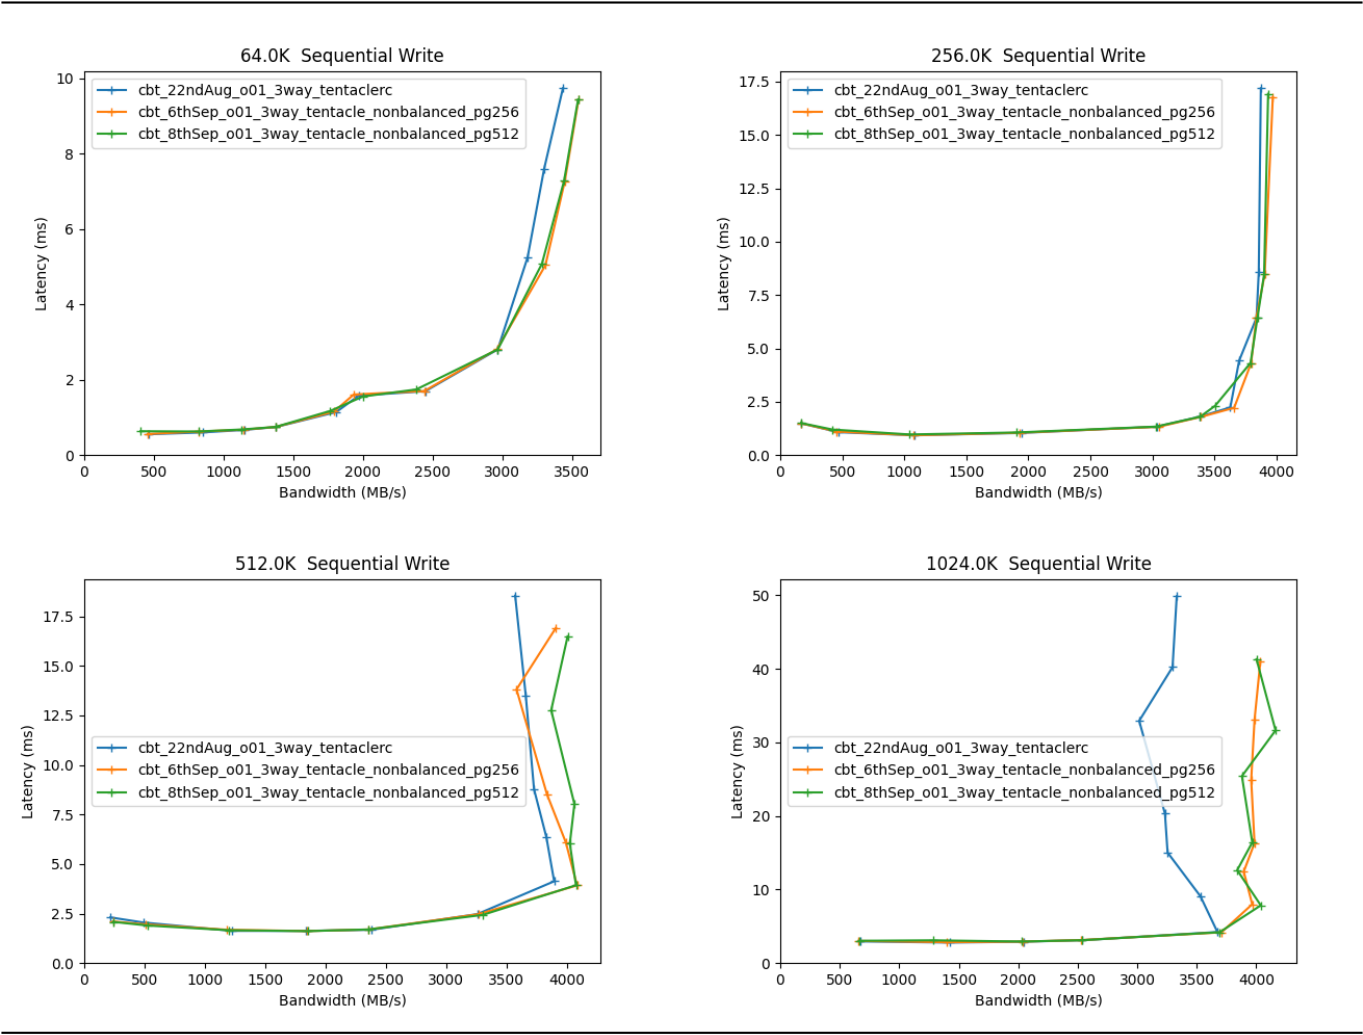 64.0K Sequential Write
10
8
6
4
2
0
Latency (ms)
cbt_22ndAug_o01_3way_tentaclerc
cbt_6thSep_o01_3way_tentacle_nonbalanced_pg256
cbt_8thSep_o01_3way_tentacle_nonbalanced_pg512
0 500 1000 1500 2000 2500 3000 3500
Bandwidth (MB/s)
256.0K Sequential Write
17.5
15.0
12.5
10.0
7.5
5.0
2.5
0.0
Latency (ms)
cbt_22ndAug_o01_3way_tentaclerc
cbt_6thSep_o01_3way_tentacle_nonbalanced_pg256
cbt_8thSep_o01_3way_tentacle_nonbalanced_pg512
0 500 1000 1500 2000 2500 3000 3500 4000
Bandwidth (MB/s)
512.0K Sequential Write
17.5
15.0
12.5
10.0
7.5
5.0
2.5
0.0
Latency (ms)
cbt_22ndAug_o01_3way_tentaclerc
cbt_6thSep_o01_3way_tentacle_nonbalanced_pg256
cbt_8thSep_o01_3way_tentacle_nonbalanced_pg512
0 500 1000 1500 2000 2500 3000 3500 4000
Bandwidth (MB/s)
1024.0K Sequential Write
50
40
30
20
10
0
Latency (ms)
cbt_22ndAug_o01_3way_tentaclerc
cbt_6thSep_o01_3way_tentacle_nonbalanced_pg256
cbt_8thSep_o01_3way_tentacle_nonbalanced_pg512
0 500 1000 1500 2000 2500 3000 3500 4000
Bandwidth (MB/s)